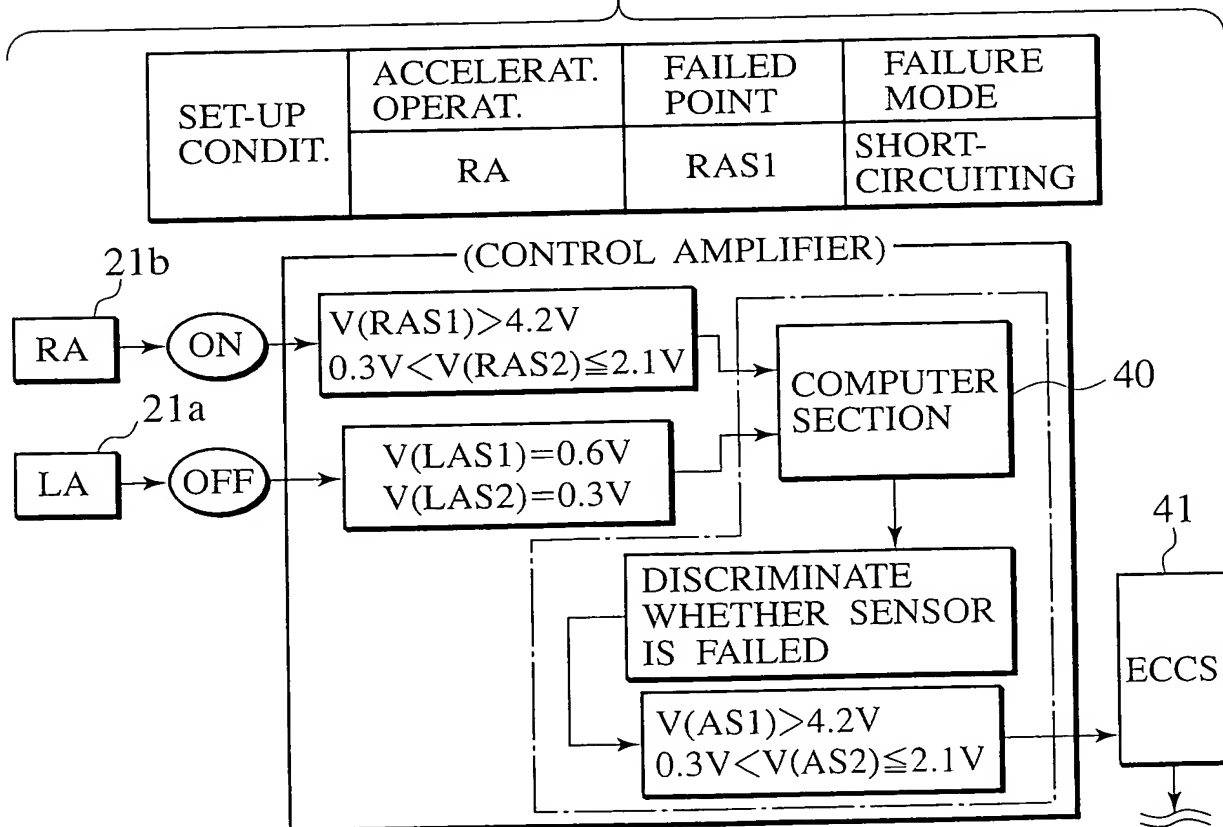 SET-UP
CONDIT.
ACCELERAT.
OPERAT.
FAILED
POINT
FAILURE
MODE
RA
RAS1
SHORT-
CIRCUITING
(CONTROL AMPLIFIER)
21b
RA
ON
V(RAS1)>4.2V
0.3V<V(RAS2)≦2.1V
COMPUTER
SECTION
40
21a
LA
OFF
V(LAS1)=0.6V
V(LAS2)=0.3V
41
DISCRIMINATE
WHETHER SENSOR
IS FAILED
ECCS
V(AS1)>4.2V
0.3V<V(AS2)≦2.1V